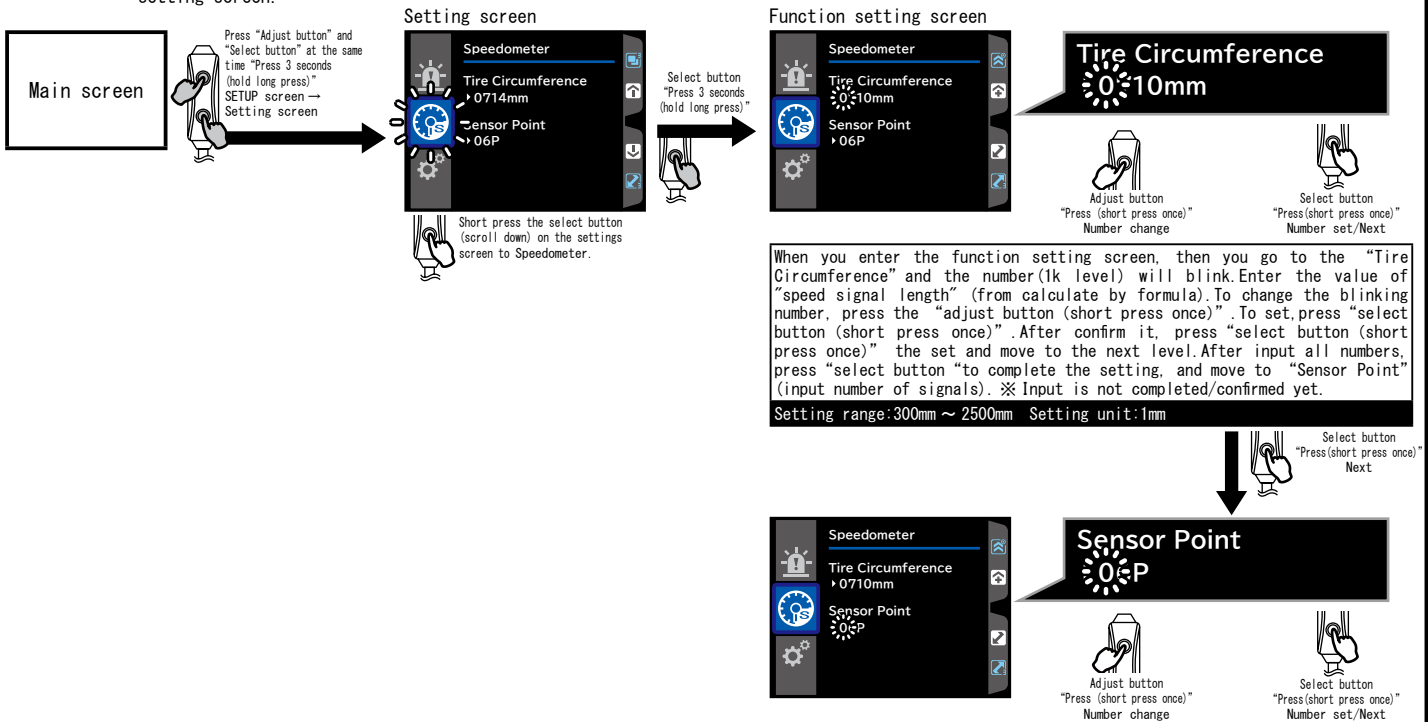 setting screen.
Main screen
Press “Adjust button” and
“Select button” at the same
time “Press 3 seconds
(hold long press)”
SETUP screen→
Setting screen
Setting screen
Speedometer
Tire Circumference
0714mm
Sensor Point
06P
Short press the select button
(scroll down) on the settings
screen to Speedometer.
Select button
“Press 3 seconds
(hold long press)”
Function setting screen
Speedometer
Tire Circumference
0 10mm
Sensor Point
06P
Tire Circumference
0 10mm
Adjust button
“Press (short press once)”
Number change
Select button
“Press(short press once)”
Number set/Next
When you enter the function setting screen, then you go to the “Tire
Circumference” and the number(1k level) will blink.Enter the value of
"speed signal length" (from calculate by formula).To change the blinking
number, press the “adjust button (short press once)”.To set,press “select
button (short press once)”.After confirm it, press “select button (short
press once)” the set and move to the next level.After input all numbers,
press “select button “to complete the setting, and move to “Sensor Point”
(input number of signals). ※ Input is not completed/confirmed yet.
Setting range:300mm ～ 2500mm Setting unit:1mm
Select button
“Press(short press once)”
Next
Speedometer
Tire Circumference
0710mm
Sensor Point
06P
Sensor Point
06P
Adjust button
“Press (short press once)”
Number change
Select button
“Press(short press once)”
Number set/Next